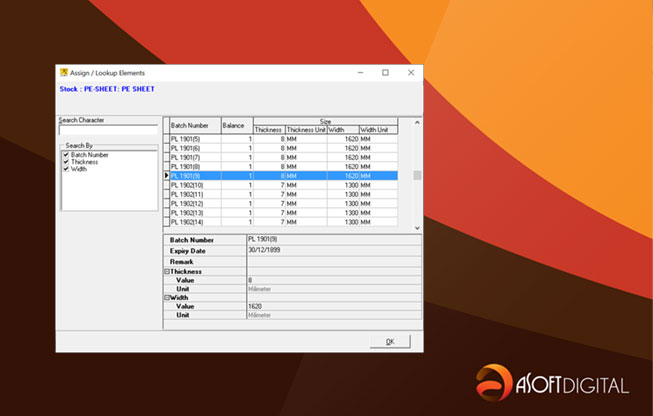 Assign / Lookup Elements
Stock : PE-SHEET: PE SHEET
Search Character
Search By
Batch Number
Thickness
Width
Batch Number Balance Size
Thickness Thickness Unit Width Width Unit
PL 1901(5) 1 8 MM 1620 MM
PL 1901(6) 1 8 MM 1620 MM
PL 1901(7) 1 8 MM 1620 MM
PL 1901(8) 1 8 MM 1620 MM
PL 1901(9) 1 8 MM 1620 MM
PL 1902(10) 1 7 MM 1300 MM
PL 1902(11) 1 7 MM 1300 MM
PL 1902(12) 1 7 MM 1300 MM
PL 1902(13) 1 7 MM 1300 MM
PL 1902(14) 1 7 MM 1300 MM
Batch Number PL 1901(9)
Expiry Date 30/12/1899
Remark
Thickness
Value 8
Unit Milimeter
Width
Value 1620
Unit Milimeter
OK
ASOFTDIGITAL